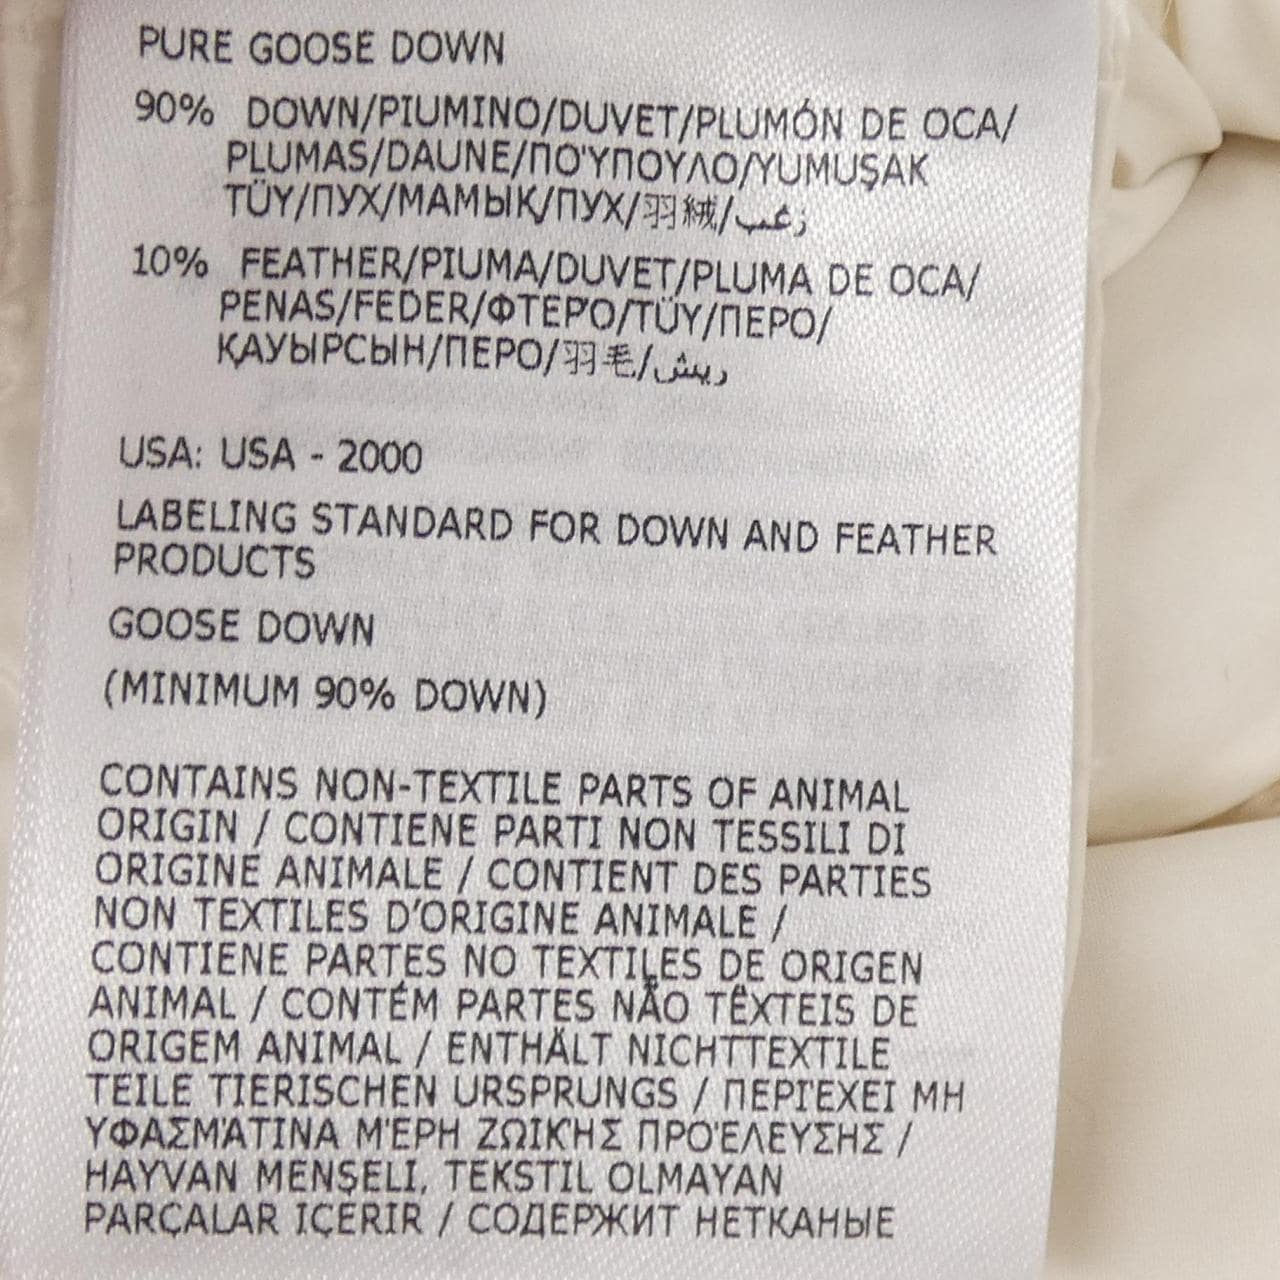 PURE GOOSE DOWN
90% DOWN/PIUMINO/DUVET/PLUMÓN DE OCA/
PLUMAS/DAUNE/ΠΟΎΠΟΥΛΟ/YUMUŞAK
TÜY/ПУХ/МАМЫҚ/ПУХ/羽絨/زغب
10% FEATHER/PIUMA/DUVET/PLUMA DE OCA/
PENAS/FEDER/ΦΤΕΡΌ/TÜY/ПЕРО/
ҚАУЫРСЫН/ПЕРО/羽毛/ريش
USA: USA - 2000
LABELING STANDARD FOR DOWN AND FEATHER
PRODUCTS
GOOSE DOWN
(MINIMUM 90% DOWN)
CONTAINS NON-TEXTILE PARTS OF ANIMAL
ORIGIN / CONTIENE PARTI NON TESSILI DI
ORIGINE ANIMALE / CONTIENT DES PARTIES
NON TEXTILES D'ORIGINE ANIMALE /
CONTIENE PARTES NO TEXTILES DE ORIGEN
ANIMAL / CONTÉM PARTES NÃO TÊXTEIS DE
ORIGEM ANIMAL / ENTHÄLT NICHTTEXTILE
TEILE TIERISCHEN URSPRUNGS / ΠΕΡΙΈΧΕΙ ΜΗ
ΥΦΑΣΜΆΤΙΝΑ ΜΈΡΗ ΖΩΙΚΉΣ ΠΡΟΈΛΕΥΣΗΣ /
HAYVAN MENŞELI, TEKSTIL OLMAYAN
PARÇALAR IÇERIR / СОДЕРЖИТ НЕТКАНЫЕ